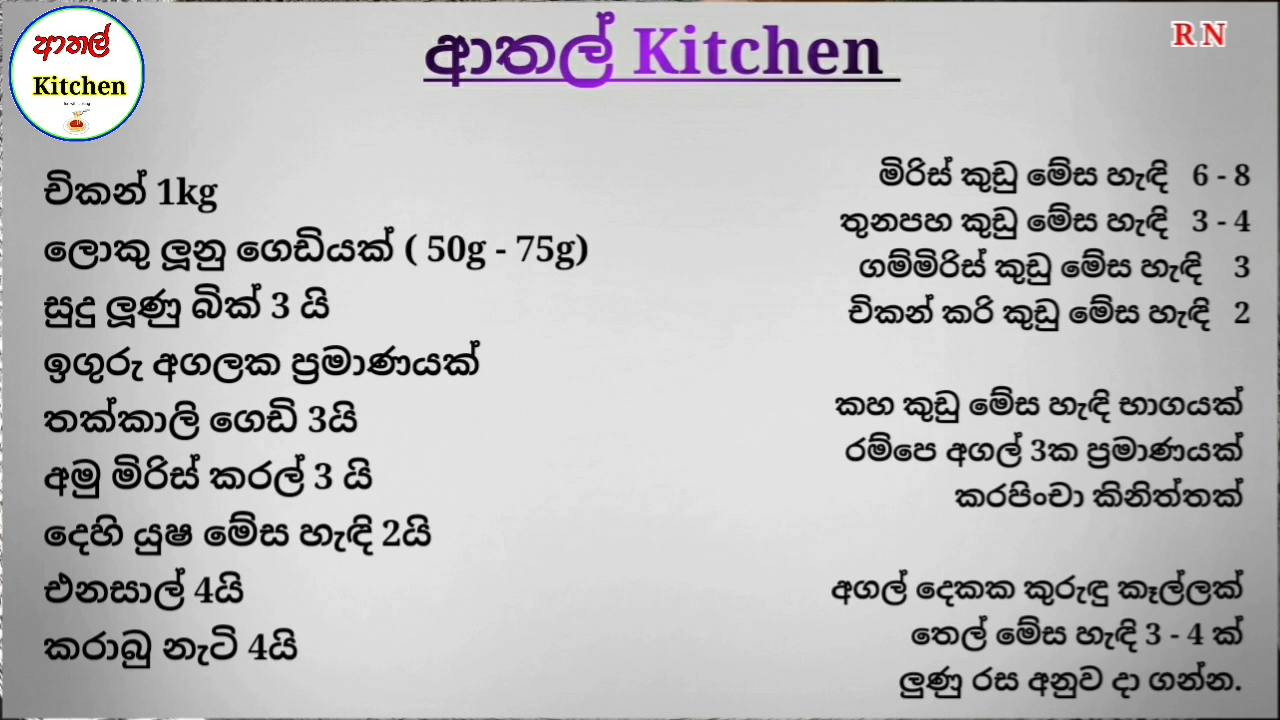 ආතල්
Kitchen
ආතල් Kitchen
R N
චිකන් 1kg
ලොකු ලූනු ගෙඩියක් ( 50g - 75g)
සුදු ලූණු බික් 3 යි
ඉගුරු අගලක ප්‍රමාණයක්
තක්කාලි ගෙඩි 3යි
අමු මිරිස් කරල් 3 යි
දෙහි යුෂ මේස හැඳි 2යි
එනසාල් 4යි
කරාබු නැටි 4යි
මිරිස් කුඩු මේස හැඳි 6 - 8
තුනපහ කුඩු මේස හැඳි 3 - 4
ගම්මිරිස් කුඩු මේස හැඳි 3
චිකන් කරි කුඩු මේස හැඳි 2
කහ කුඩු මේස හැඳි භාගයක්
රම්පෙ අගල් 3ක ප්‍රමාණයක්
කරපිංචා කිනිත්තක්
අගල් දෙකක කුරුඳු කෑල්ලක්
තෙල් මේස හැඳි 3 - 4 ක්
ලුණු රස අනුව දා ගන්න.